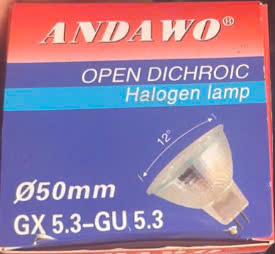 ANDAWO®
OPEN DICHROIC
Halogen lamp
12°
Ø50mm
GX 5.3-GU 5.3